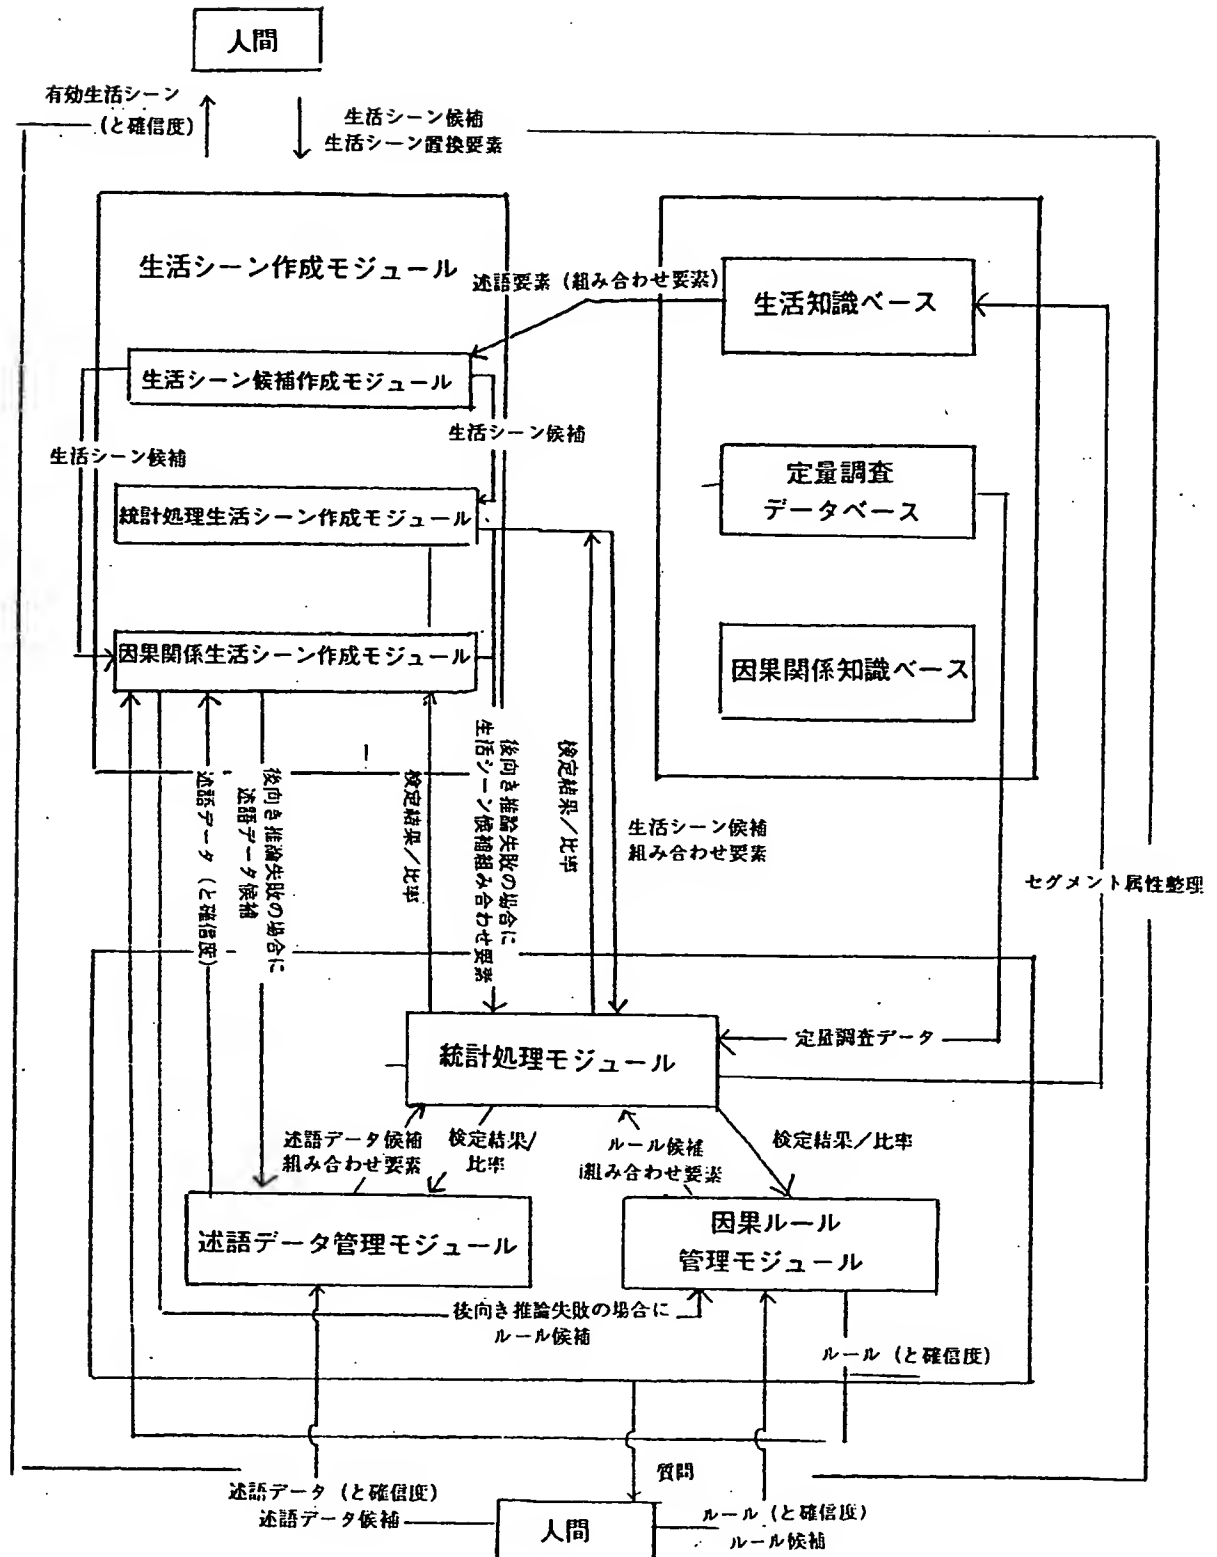 人間
有効生活シーン
(と確信度)
生活シーン候補
生活シーン置換要素
生活シーン作成モジュール
述語要素 (組み合わせ要素)
生活知識ベース
生活シーン候補作成モジュール
生活シーン候補
生活シーン候補
定量調査
データベース
統計処理生活シーン作成モジュール
因果関係生活シーン作成モジュール
因果関係知識ベース
述語データ (と確信度)
後向き推論失敗の場合に
述語データ候補
検定結果/比率
後向き推論失敗の場合に
生活シーン候補組み合わせ要素
検定結果/比率
生活シーン候補
組み合わせ要素
セグメント属性整理
統計処理モジュール
定量調査データ
述語データ候補
組み合わせ要素
検定結果/
比率
ルール候補
組み合わせ要素
検定結果/比率
述語データ管理モジュール
因果ルール
管理モジュール
後向き推論失敗の場合に
ルール候補
ルール (と確信度)
質問
述語データ (と確信度)
述語データ候補
人間
ルール (と確信度)
ルール候補